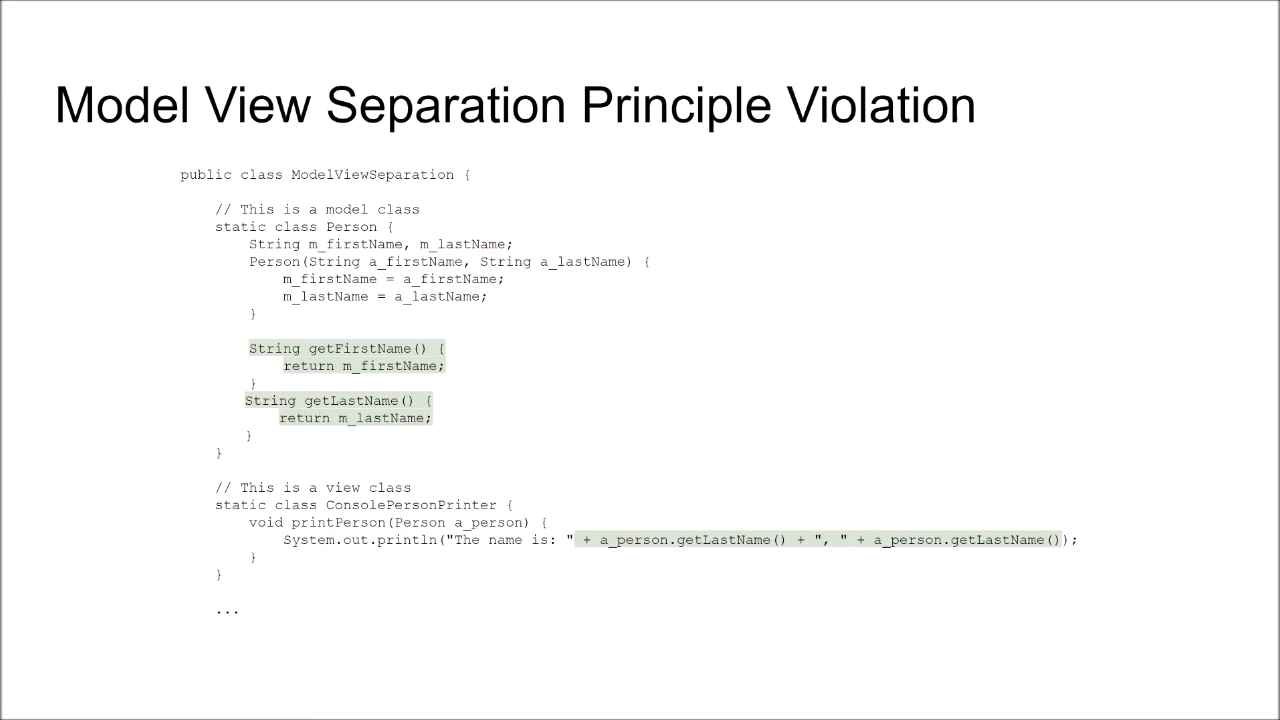 Model View Separation Principle Violation
public class ModelViewSeparation {
// This is a model class
static class Person {
String m_firstName, m_lastName;
Person(String a_firstName, String a_lastName) {
m_firstName = a_firstName;
m_lastName = a_lastName;
}
String getFirstName() {
return m_firstName;
}
String getLastName() {
return m_lastName;
}
}
// This is a view class
static class ConsolePersonPrinter {
void printPerson(Person a_person) {
System.out.println("The name is: " + a_person.getLastName() + ", " + a_person.getLastName());
}
}
...